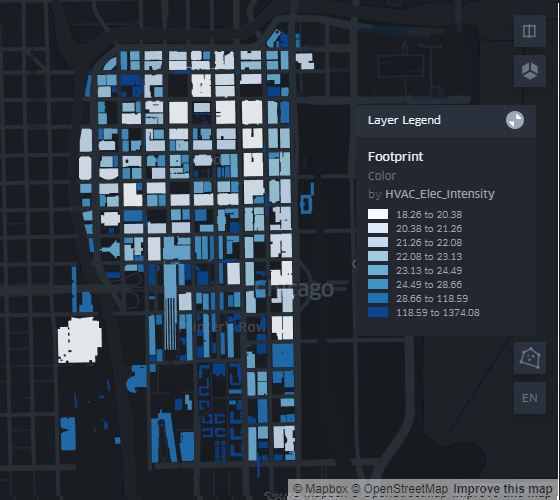 Layer Legend
Footprint
Color
by HVAC_Elec_Intensity
18.26 to 20.38
20.38 to 21.26
21.26 to 22.08
22.08 to 23.13
23.13 to 24.49
24.49 to 28.66
28.66 to 118.59
118.59 to 1374.08
cago
EN
© Mapbox © OpenStreetMap Improve this map